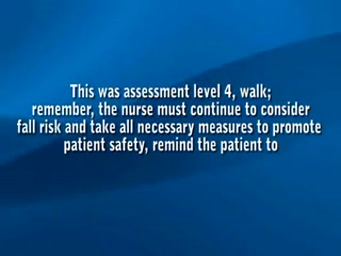 This was assessment level 4, walk;
remember, the nurse must continue to consider
fall risk and take all necessary measures to promote
patient safety, remind the patient to